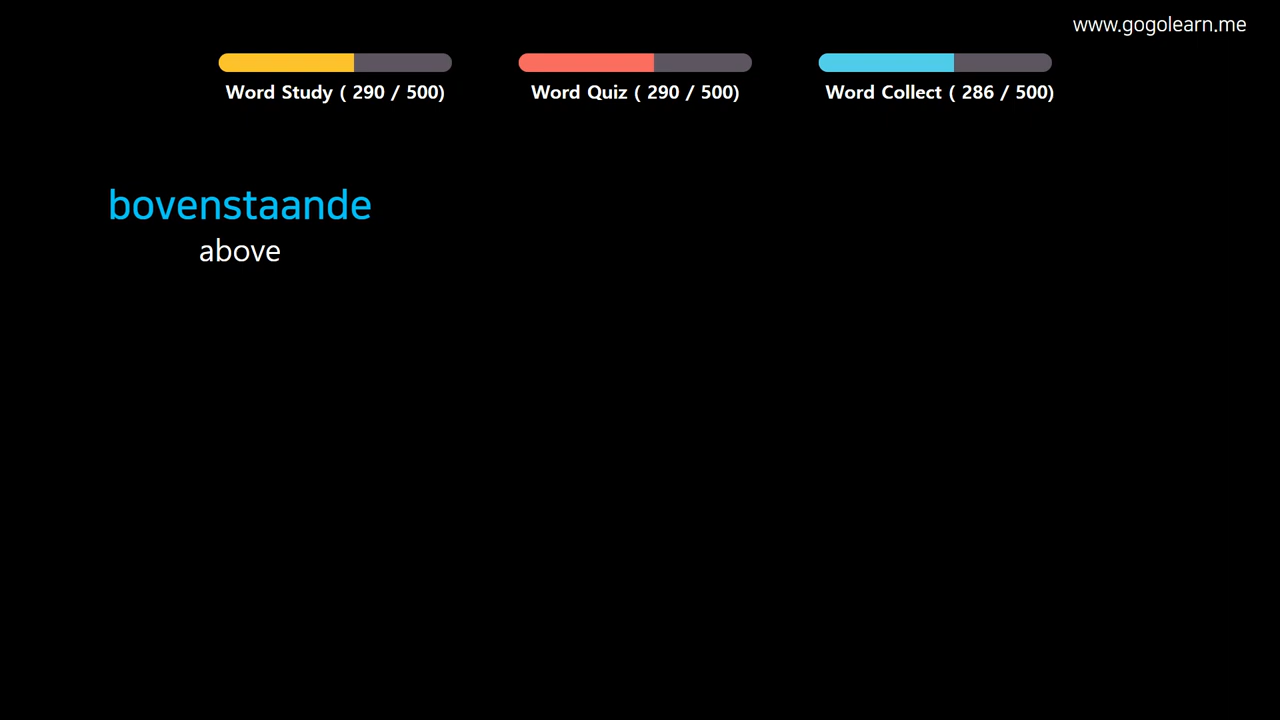 www.gogolearn.me
Word Study ( 290 / 500)
Word Quiz ( 290 / 500)
Word Collect ( 286 / 500)
bovenstaande
above